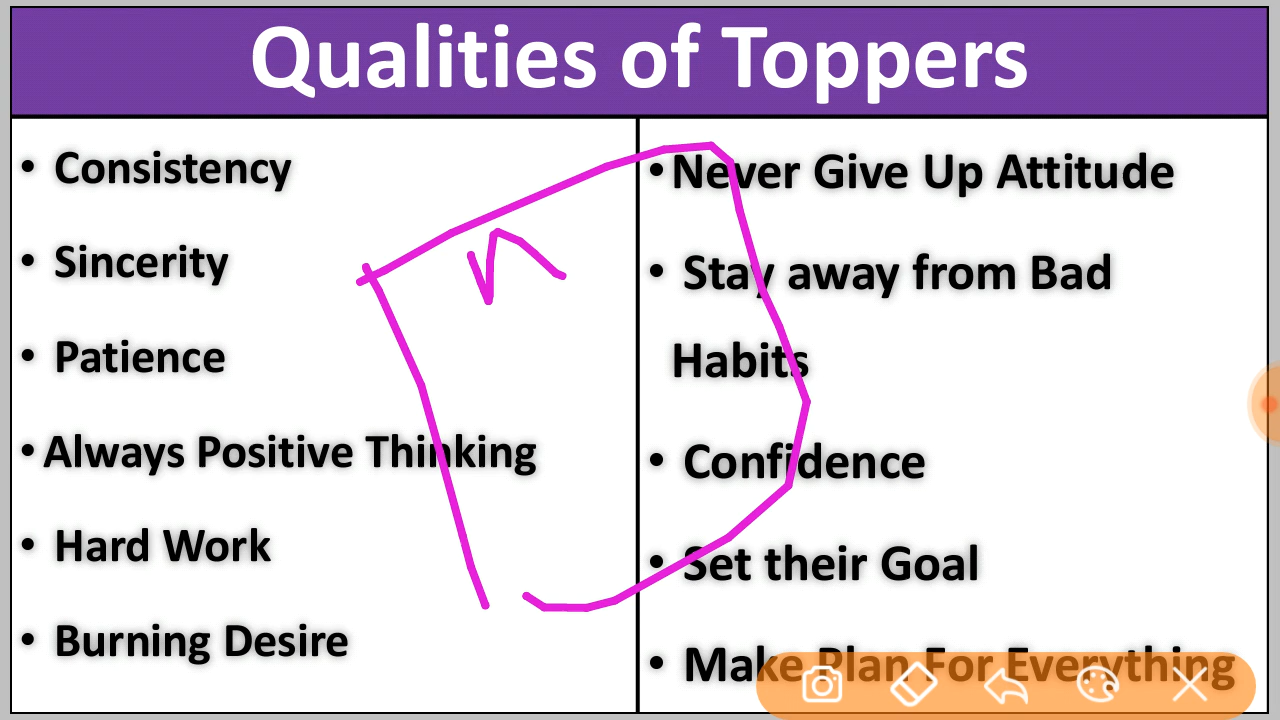 Qualities of Toppers
• Consistency
• Sincerity
• Patience
• Always Positive Thinking
• Hard Work
• Burning Desire
• Never Give Up Attitude
• Stay away from Bad
Habits
• Confidence
• Set their Goal
• Make Plan For Everything